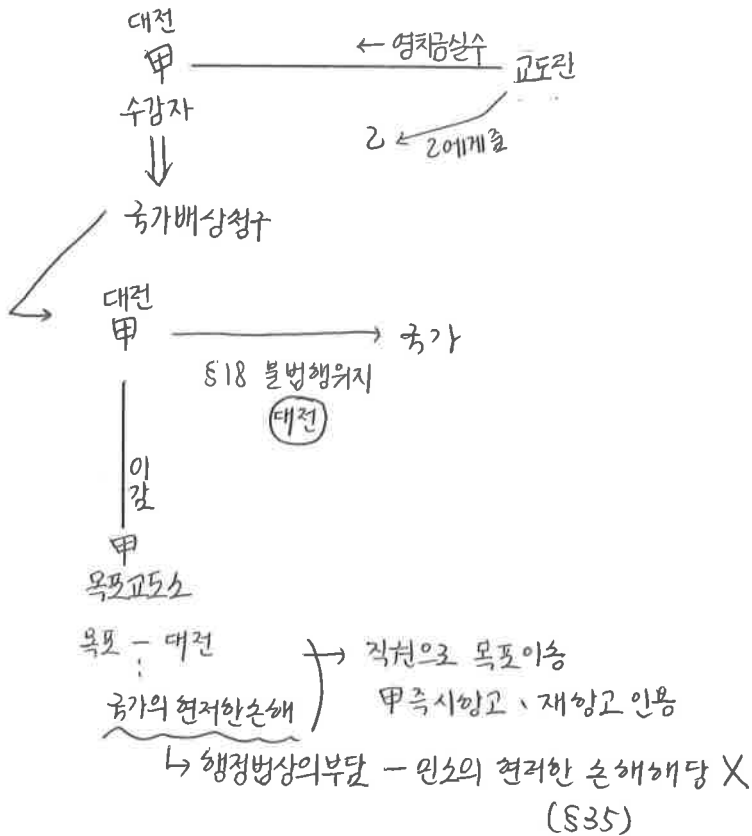 대전
甲 ← 영치금실수 교도관
수감자
乙 ← 乙에게줌
⇓
국가배상청구
대전
甲 → 국가
§18 불법행위지
대전
이감
甲
목포교도소
목포 - 대전 → 직권으로 목포이송
: 甲즉시항고、재항고 인용
국가의 현저한손해
↳ 행정법상의부담 - 민소의 현저한 손해해당 X
(§35)